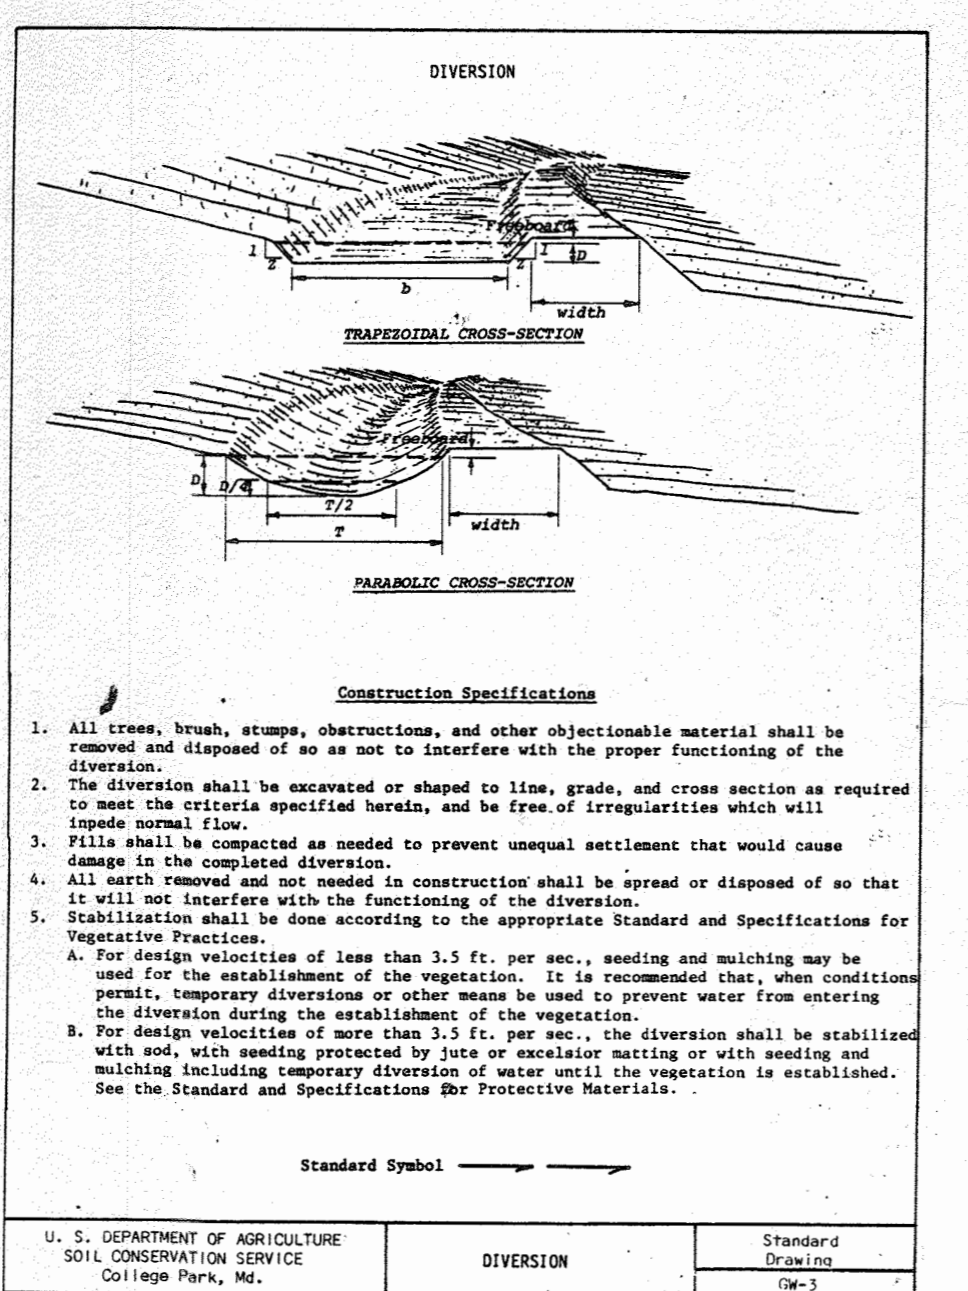 DIVERSION
Freeboard
1
Z
Z
1
D
b
width
TRAPEZOIDAL CROSS-SECTION
Freeboard
D
D/4
T/2
T
width
PARABOLIC CROSS-SECTION
Construction Specifications
1. All trees, brush, stumps, obstructions, and other objectionable material shall be
removed and disposed of so as not to interfere with the proper functioning of the
diversion.
2. The diversion shall be excavated or shaped to line, grade, and cross section as required
to meet the criteria specified herein, and be free of irregularities which will
inpede normal flow.
3. Fills shall be compacted as needed to prevent unequal settlement that would cause
damage in the completed diversion.
4. All earth removed and not needed in construction shall be spread or disposed of so that
it will not interfere with the functioning of the diversion.
5. Stabilization shall be done according to the appropriate Standard and Specifications for
Vegetative Practices.
A. For design velocities of less than 3.5 ft. per sec., seeding and mulching may be
used for the establishment of the vegetation. It is recommended that, when conditions
permit, temporary diversions or other means be used to prevent water from entering
the diversion during the establishment of the vegetation.
B. For design velocities of more than 3.5 ft. per sec., the diversion shall be stabilized
with sod, with seeding protected by jute or excelsior matting or with seeding and
mulching including temporary diversion of water until the vegetation is established.
See the Standard and Specifications for Protective Materials.
Standard Symbol
U. S. DEPARTMENT OF AGRICULTURE
SOIL CONSERVATION SERVICE
College Park, Md.
DIVERSION
Standard
Drawing
GW-3